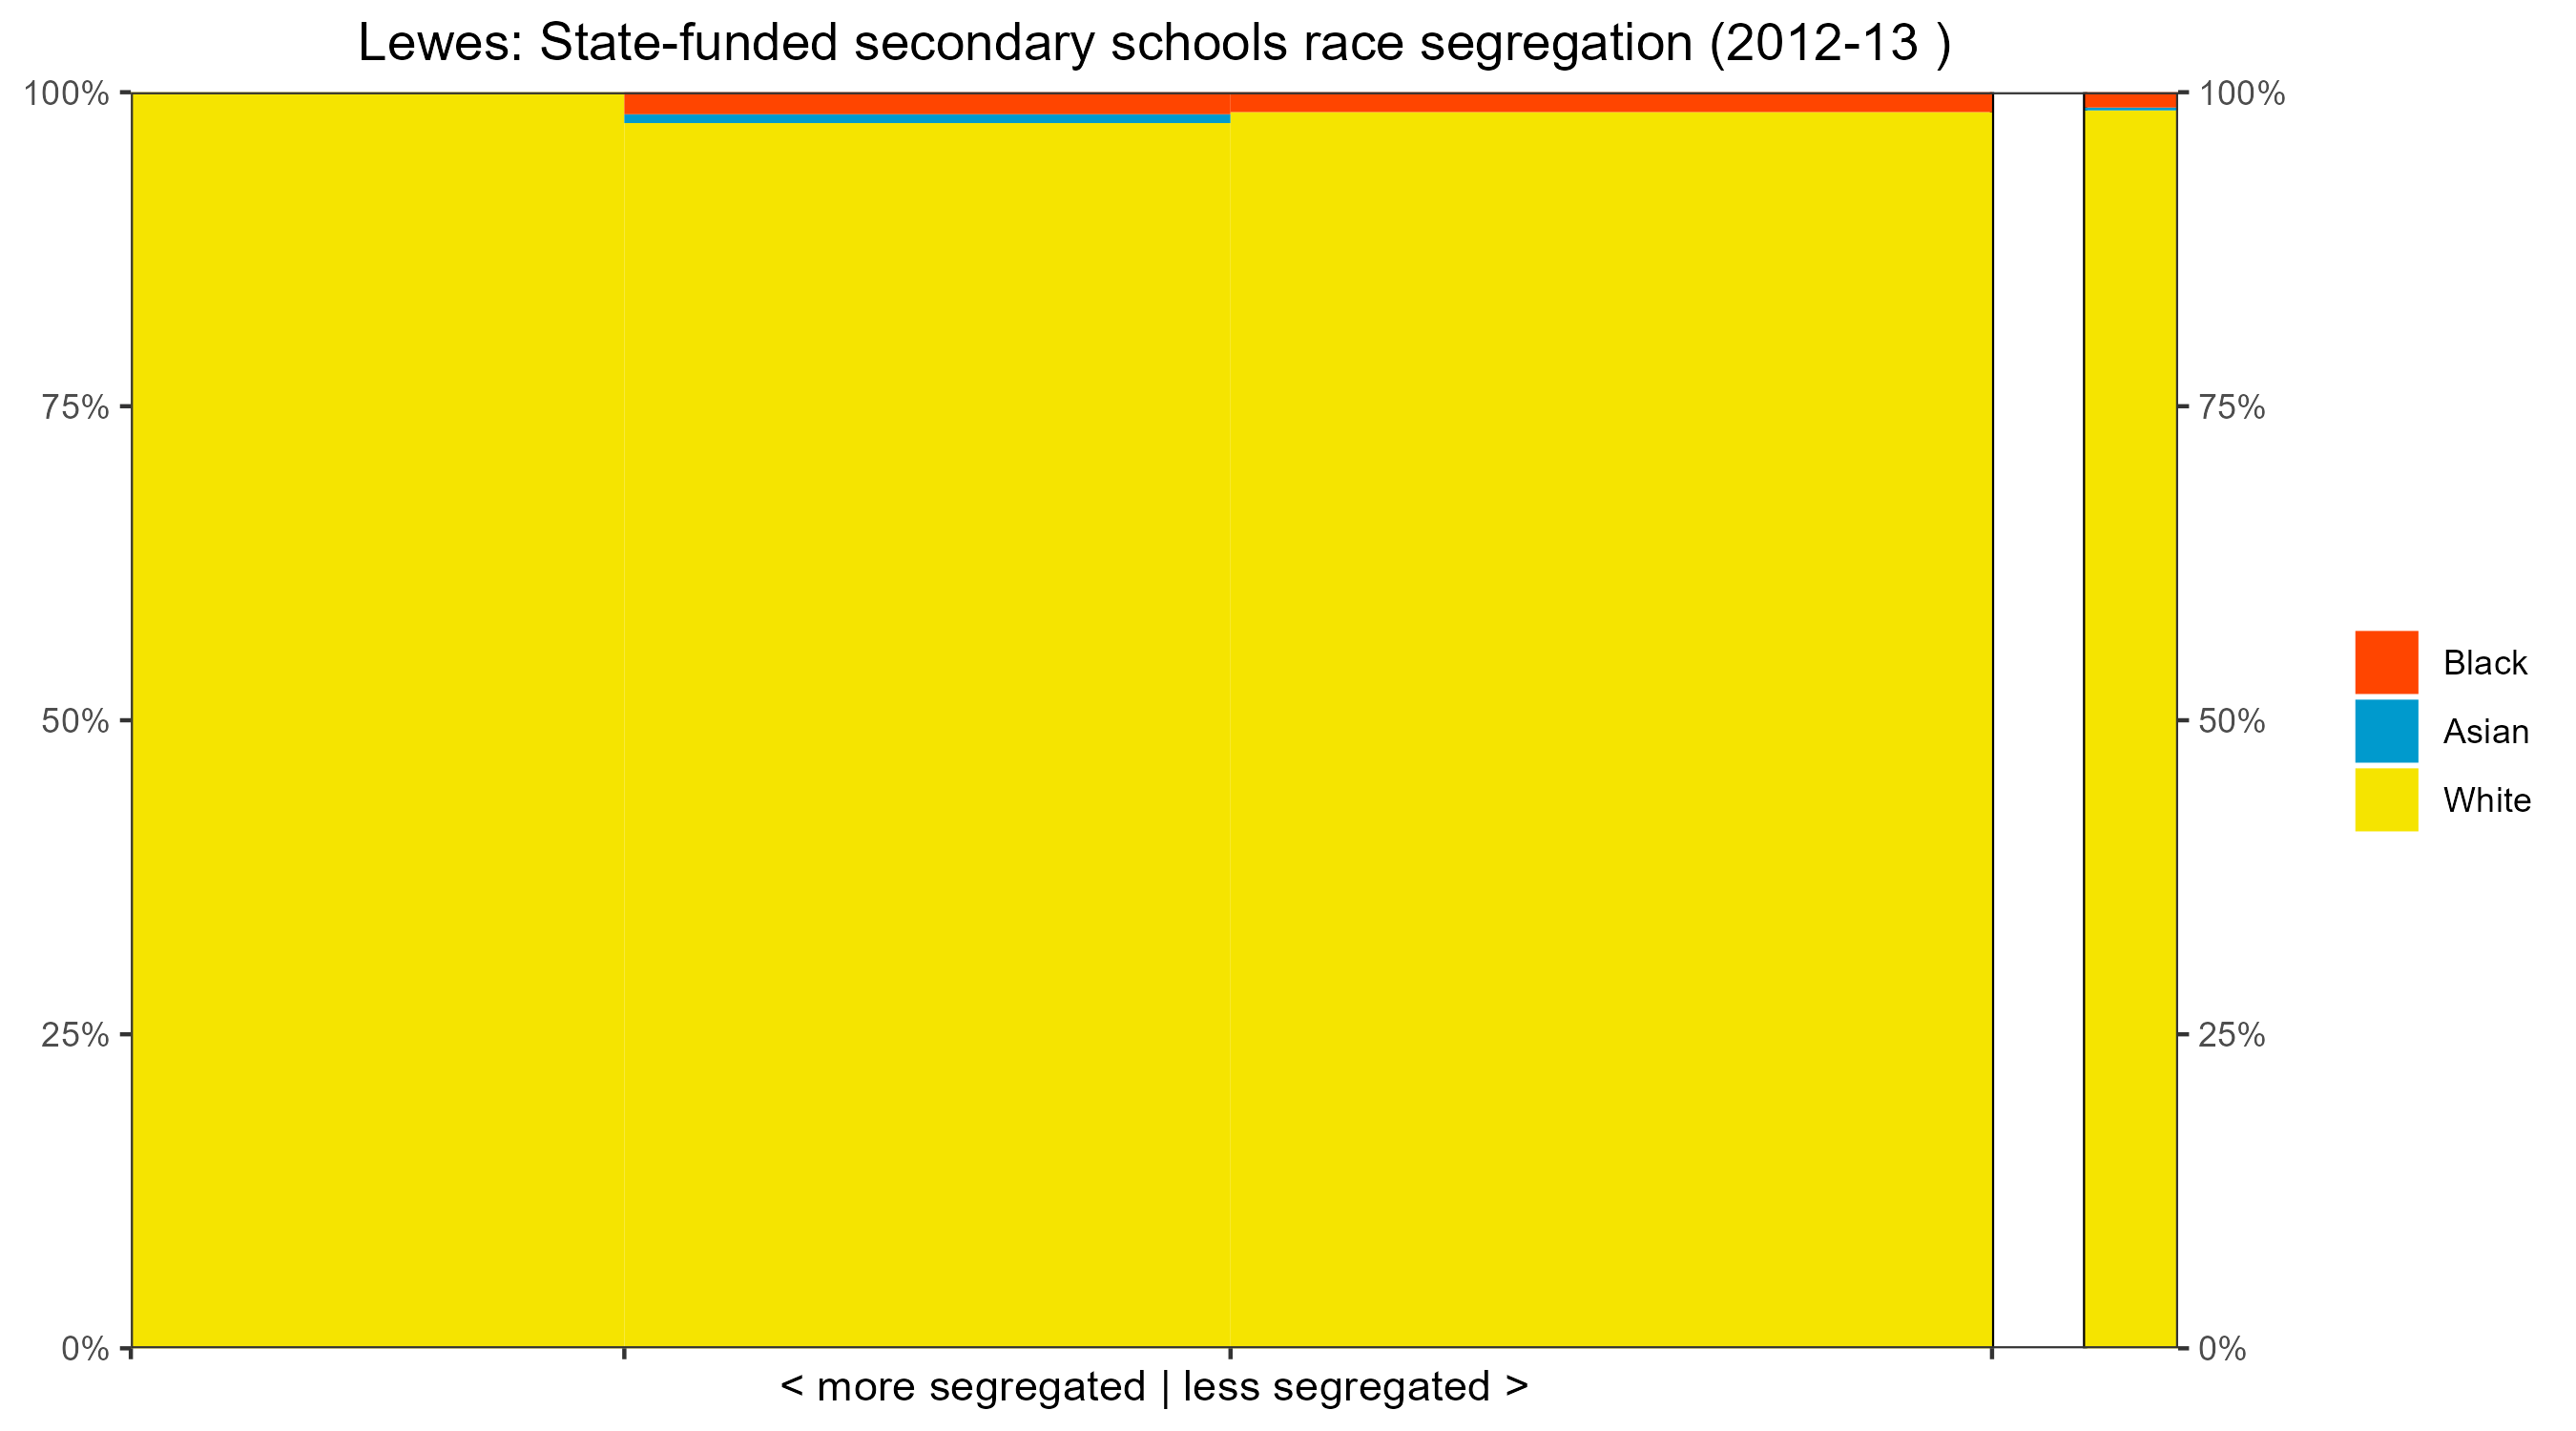 Lewes: State-funded secondary schools race segregation (2012-13 )
100%
75%
50%
25%
0%
100%
75%
50%
25%
0%
Black
Asian
White
< more segregated | less segregated >